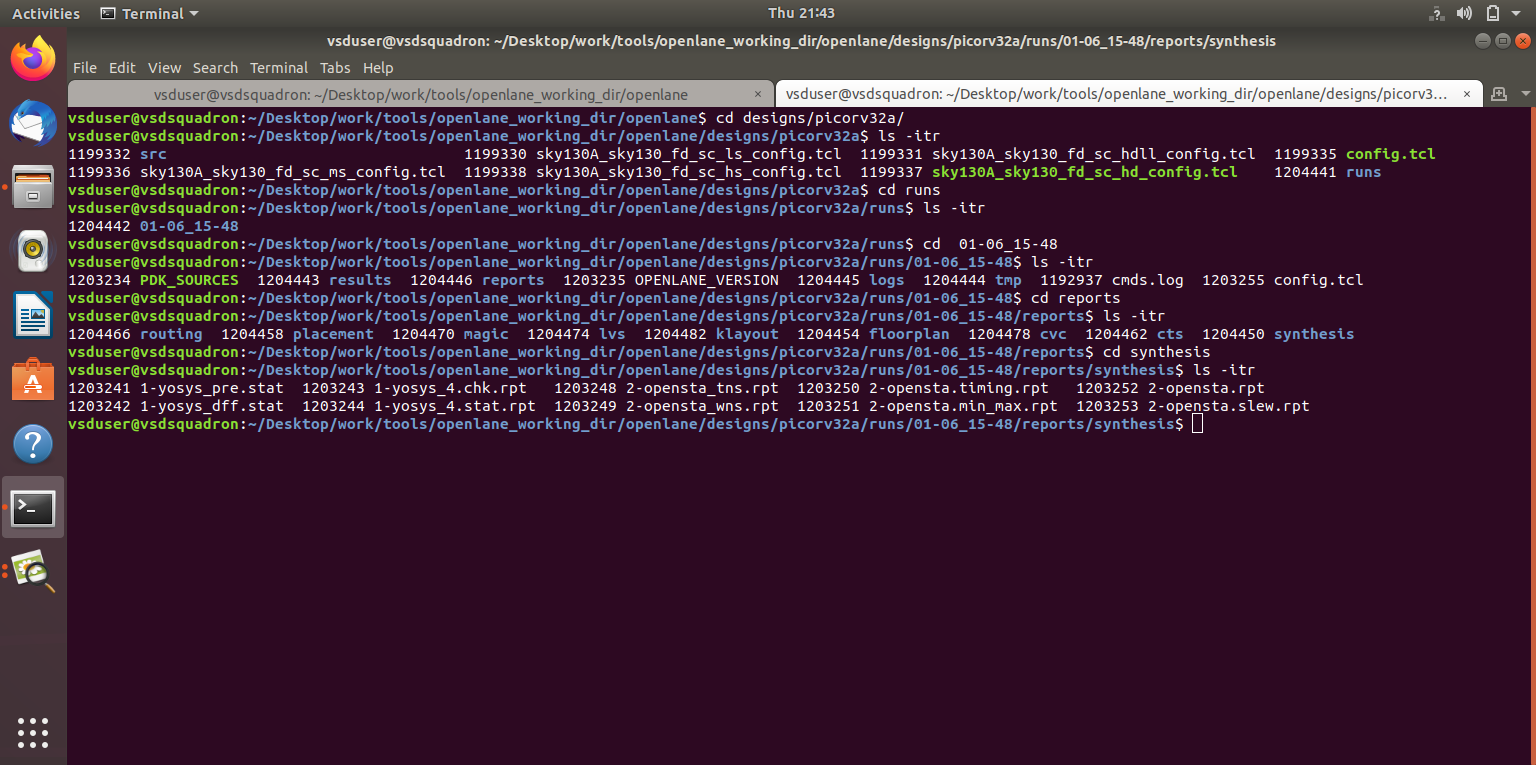 Activities Terminal Thu 21:43
vsduser@vsdsquadron: ~/Desktop/work/tools/openlane_working_dir/openlane/designs/picorv32a/runs/01-06_15-48/reports/synthesis
File Edit View Search Terminal Tabs Help
vsduser@vsdsquadron: ~/Desktop/work/tools/openlane_working_dir/openlane × vsduser@vsdsquadron: ~/Desktop/work/tools/openlane_working_dir/openlane/designs/picorv3... ×
vsduser@vsdsquadron:~/Desktop/work/tools/openlane_working_dir/openlane$ cd designs/picorv32a/
vsduser@vsdsquadron:~/Desktop/work/tools/openlane_working_dir/openlane/designs/picorv32a$ ls -itr
1199332 src 1199330 sky130A_sky130_fd_sc_ls_config.tcl 1199331 sky130A_sky130_fd_sc_hdll_config.tcl 1199335 config.tcl
1199336 sky130A_sky130_fd_sc_ms_config.tcl 1199338 sky130A_sky130_fd_sc_hs_config.tcl 1199337 sky130A_sky130_fd_sc_hd_config.tcl 1204441 runs
vsduser@vsdsquadron:~/Desktop/work/tools/openlane_working_dir/openlane/designs/picorv32a$ cd runs
vsduser@vsdsquadron:~/Desktop/work/tools/openlane_working_dir/openlane/designs/picorv32a/runs$ ls -itr
1204442 01-06_15-48
vsduser@vsdsquadron:~/Desktop/work/tools/openlane_working_dir/openlane/designs/picorv32a/runs$ cd  01-06_15-48
vsduser@vsdsquadron:~/Desktop/work/tools/openlane_working_dir/openlane/designs/picorv32a/runs/01-06_15-48$ ls -itr
1203234 PDK_SOURCES 1204443 results 1204446 reports 1203235 OPENLANE_VERSION 1204445 logs 1204444 tmp 1192937 cmds.log 1203255 config.tcl
vsduser@vsdsquadron:~/Desktop/work/tools/openlane_working_dir/openlane/designs/picorv32a/runs/01-06_15-48$ cd reports
vsduser@vsdsquadron:~/Desktop/work/tools/openlane_working_dir/openlane/designs/picorv32a/runs/01-06_15-48/reports$ ls -itr
1204466 routing 1204458 placement 1204470 magic 1204474 lvs 1204482 klayout 1204454 floorplan 1204478 cvc 1204462 cts 1204450 synthesis
vsduser@vsdsquadron:~/Desktop/work/tools/openlane_working_dir/openlane/designs/picorv32a/runs/01-06_15-48/reports$ cd synthesis
vsduser@vsdsquadron:~/Desktop/work/tools/openlane_working_dir/openlane/designs/picorv32a/runs/01-06_15-48/reports/synthesis$ ls -itr
1203241 1-yosys_pre.stat 1203243 1-yosys_4.chk.rpt 1203248 2-opensta_tns.rpt 1203250 2-opensta.timing.rpt 1203252 2-opensta.rpt
1203242 1-yosys_dff.stat 1203244 1-yosys_4.stat.rpt 1203249 2-opensta_wns.rpt 1203251 2-opensta.min_max.rpt 1203253 2-opensta.slew.rpt
vsduser@vsdsquadron:~/Desktop/work/tools/openlane_working_dir/openlane/designs/picorv32a/runs/01-06_15-48/reports/synthesis$